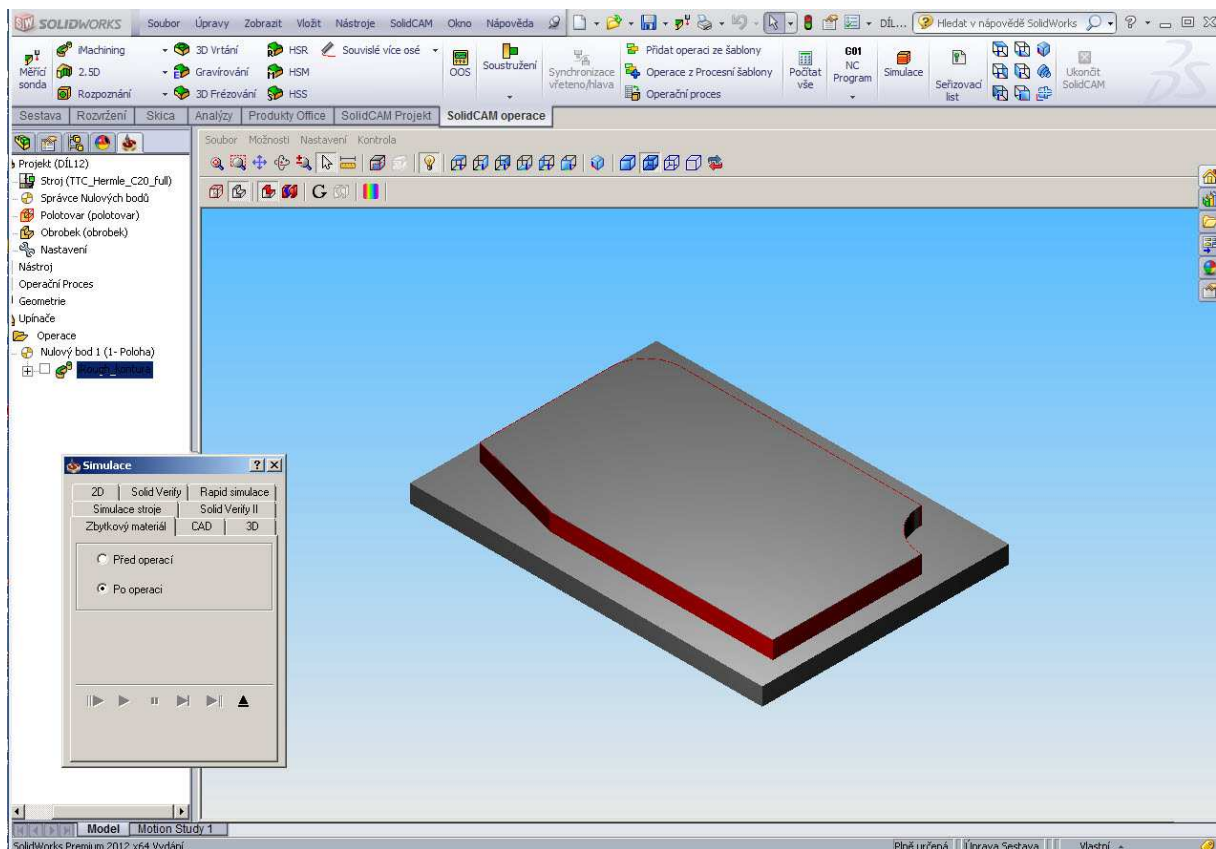 SOLIDWORKS Soubor Úpravy Zobrazit Vložit Nástroje SolidCAM Okno Nápověda DíL... Hledat v nápovědě SolidWorks
iMachining 3D Vrtání HSR Souvislé více osé Přidat operaci ze šablony
Měřící sonda 2.5D Gravírování HSM OOS Soustružení Synchronizace vřeteno/hlava Operace z Procesní šablony Počítat vše G01 NC Program Simulace Seřizovací list Ukončit SolidCAM
Rozpoznání 3D Frézování HSS Operační proces
Sestava Rozvržení Skica Analýzy Produkty Office SolidCAM Projekt SolidCAM operace
Soubor Možnosti Nastavení Kontrola
Projekt (DÍL12)
Stroj (TTC_Hermle_C20_full)
Správce Nulových bodů
Polotovar (polotovar)
Obrobek (obrobek)
Nastavení
Nástroj
Operační Proces
Geometrie
Upínače
Operace
Nulový bod 1 (1- Poloha)
Simulace
2D Solid Verify Rapid simulace
Simulace stroje Solid Verify II
Zbytkový materiál CAD 3D
Před operací
Po operaci
Model Motion Study 1
SolidWorks Premium 2012 x64 Vydání Plně určená Úprava Sestava Vlastní